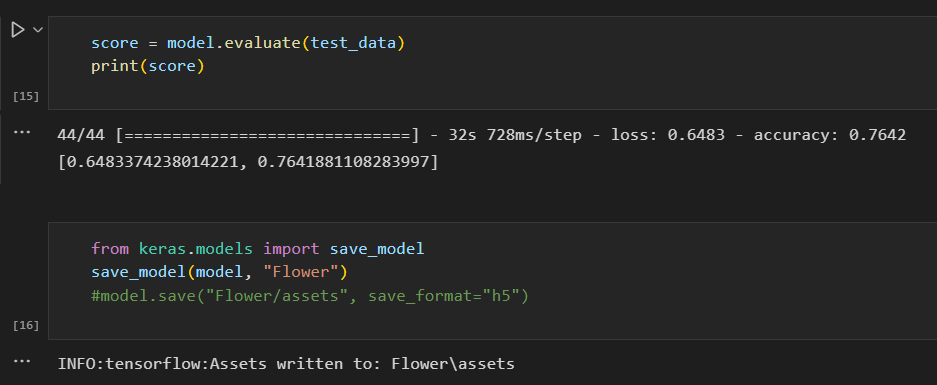 score = model.evaluate(test_data)
print(score)
[15]
44/44 [==============================] - 32s 728ms/step - loss: 0.6483 - accuracy: 0.7642
[0.6483374238014221, 0.7641881108283997]
from keras.models import save_model
save_model(model, "Flower")
#model.save("Flower/assets", save_format="h5")
[16]
INFO:tensorflow:Assets written to: Flower\assets